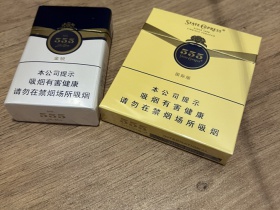 555
本公司提示
吸烟有害健康
请勿在禁烟场所吸烟
STATE EXPRESS
555
本公司提示
吸烟有害健康
请勿在禁烟场所吸烟